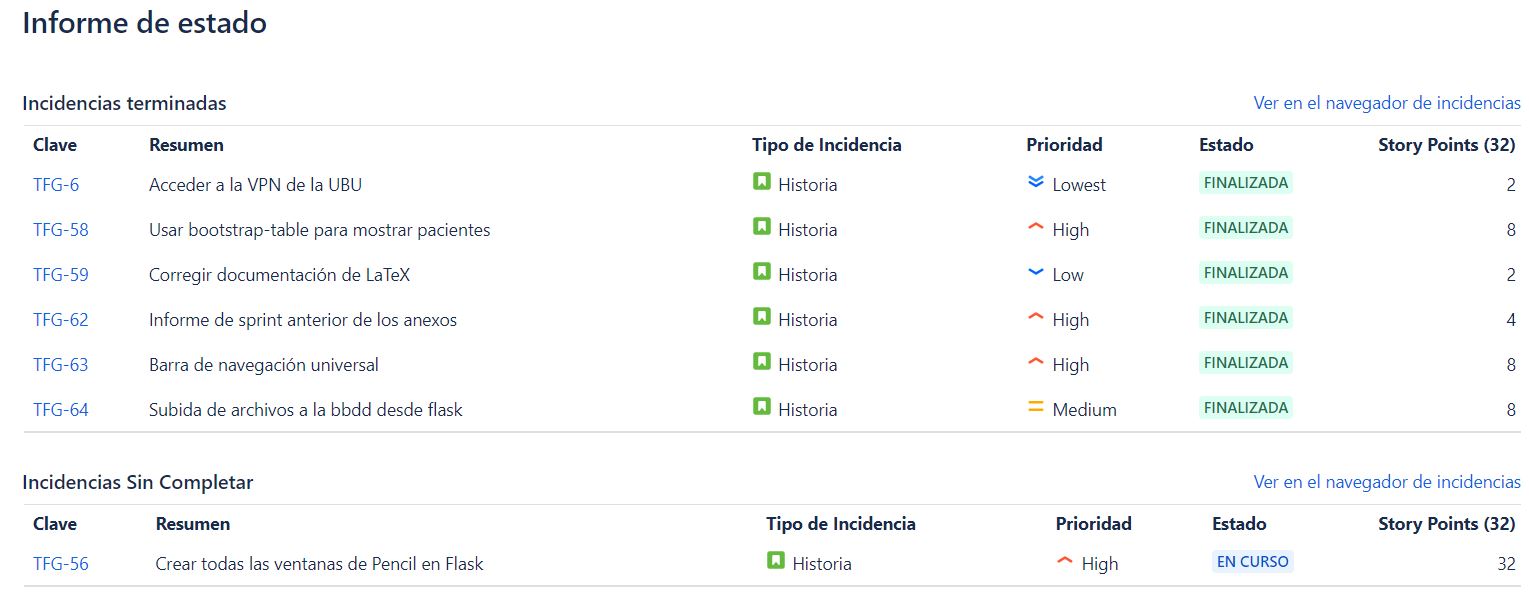 Informe de estado
Incidencias terminadas Ver en el navegador de incidencias
Clave Resumen Tipo de Incidencia Prioridad Estado Story Points (32)
TFG-6 Acceder a la VPN de la UBU Historia Lowest FINALIZADA 2
TFG-58 Usar bootstrap-table para mostrar pacientes Historia High FINALIZADA 8
TFG-59 Corregir documentación de LaTeX Historia Low FINALIZADA 2
TFG-62 Informe de sprint anterior de los anexos Historia High FINALIZADA 4
TFG-63 Barra de navegación universal Historia High FINALIZADA 8
TFG-64 Subida de archivos a la bbdd desde flask Historia Medium FINALIZADA 8
Incidencias Sin Completar Ver en el navegador de incidencias
Clave Resumen Tipo de Incidencia Prioridad Estado Story Points (32)
TFG-56 Crear todas las ventanas de Pencil en Flask Historia High EN CURSO 32